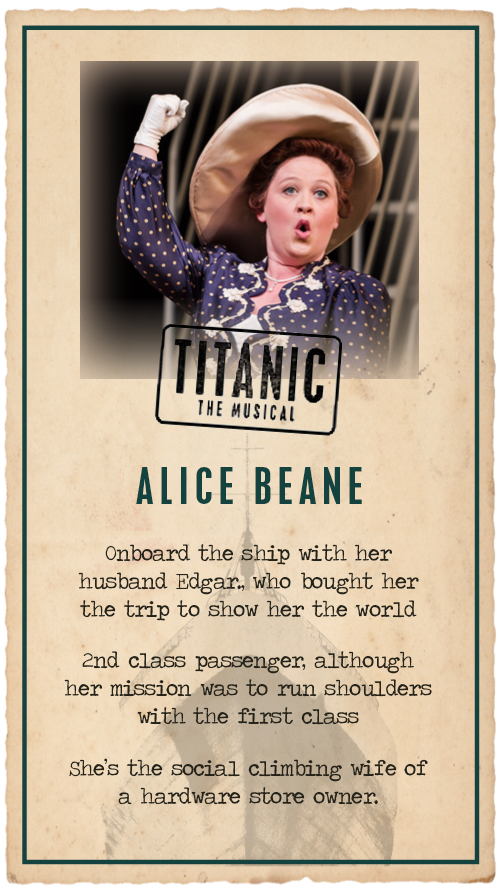 TITANIC
THE MUSICAL
ALICE BEANE
Onboard the ship with her
husband Edgar., who bought her
the trip to show her the world
2nd class passenger, although
her mission was to run shoulders
with the first class
She's the social climbing wife of
a hardware store owner.